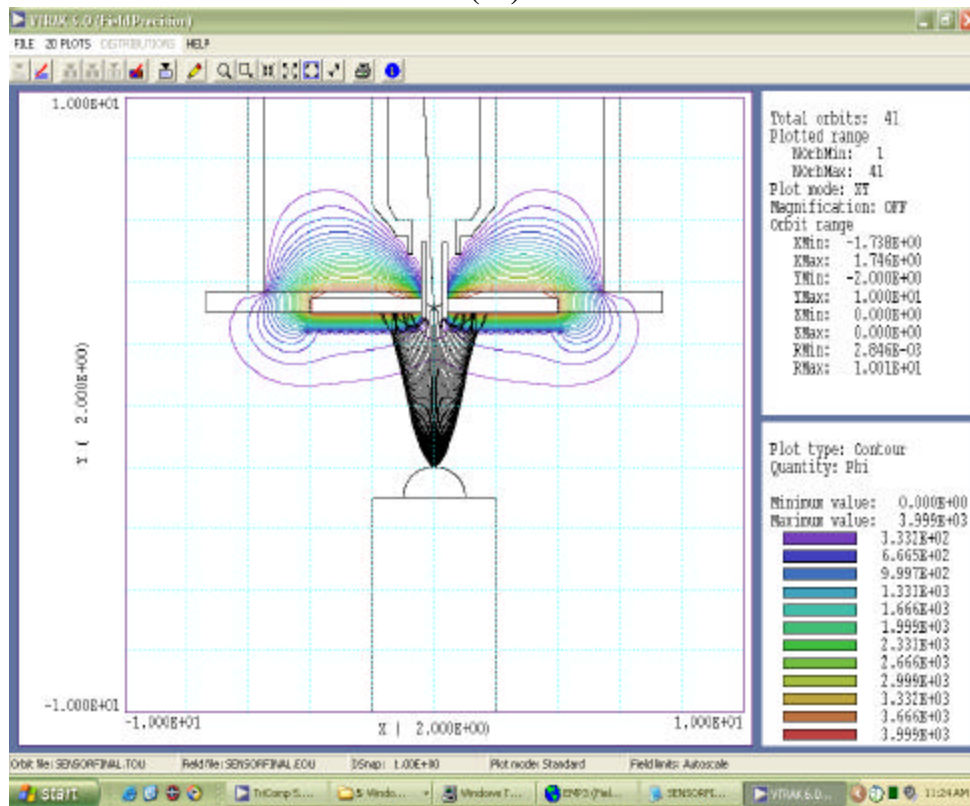 VTRAK 6.0 (Field Precision)
FILE 2D PLOTS DISTRIBUTIONS HELP
1.000E+01
Y ( 2.000E+00)
-1.000E+01
-1.000E+01
X ( 2.000E+00)
1.000E+01
Total orbits: 41
Plotted range
NOrbMin: 1
NOrbMax: 41
Plot mode: XY
Magnification: OFF
Orbit range
XMin: -1.738E+00
XMax: 1.746E+00
YMin: -2.000E+00
YMax: 1.000E+01
ZMin: 0.000E+00
ZMax: 0.000E+00
RMin: 2.846E-03
RMax: 1.001E+01
Plot type: Contour
Quantity: Phi
Minimum value: 0.000E+00
Maximum value: 3.999E+03
3.332E+02
6.665E+02
9.997E+02
1.333E+03
1.666E+03
1.999E+03
2.333E+03
2.666E+03
2.999E+03
3.332E+03
3.666E+03
3.999E+03
Orbit file: SENSORFINAL.TOU Field file: SENSORFINAL.EOU DSnap: 1.00E+00 Plot mode: Standard Field limits: Autoscale
start TriComp S... 5 Windo... Windows T... SENSORFI... VTRAK 6.0... 11:24 AM